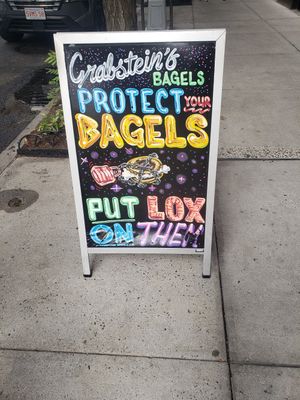 Grabstein's
BAGELS
PROTECT YOUR
BAGELS
PUT LOX
ON THEM